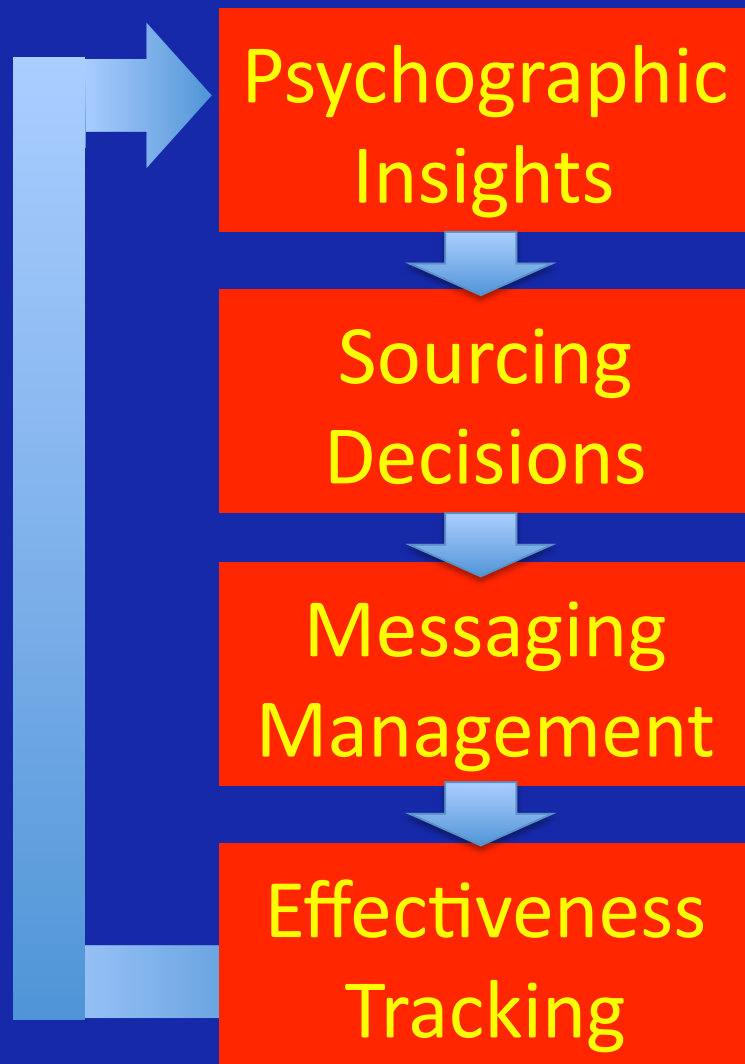 Psychographic
Insights
Sourcing
Decisions
Messaging
Management
Effectiveness
Tracking